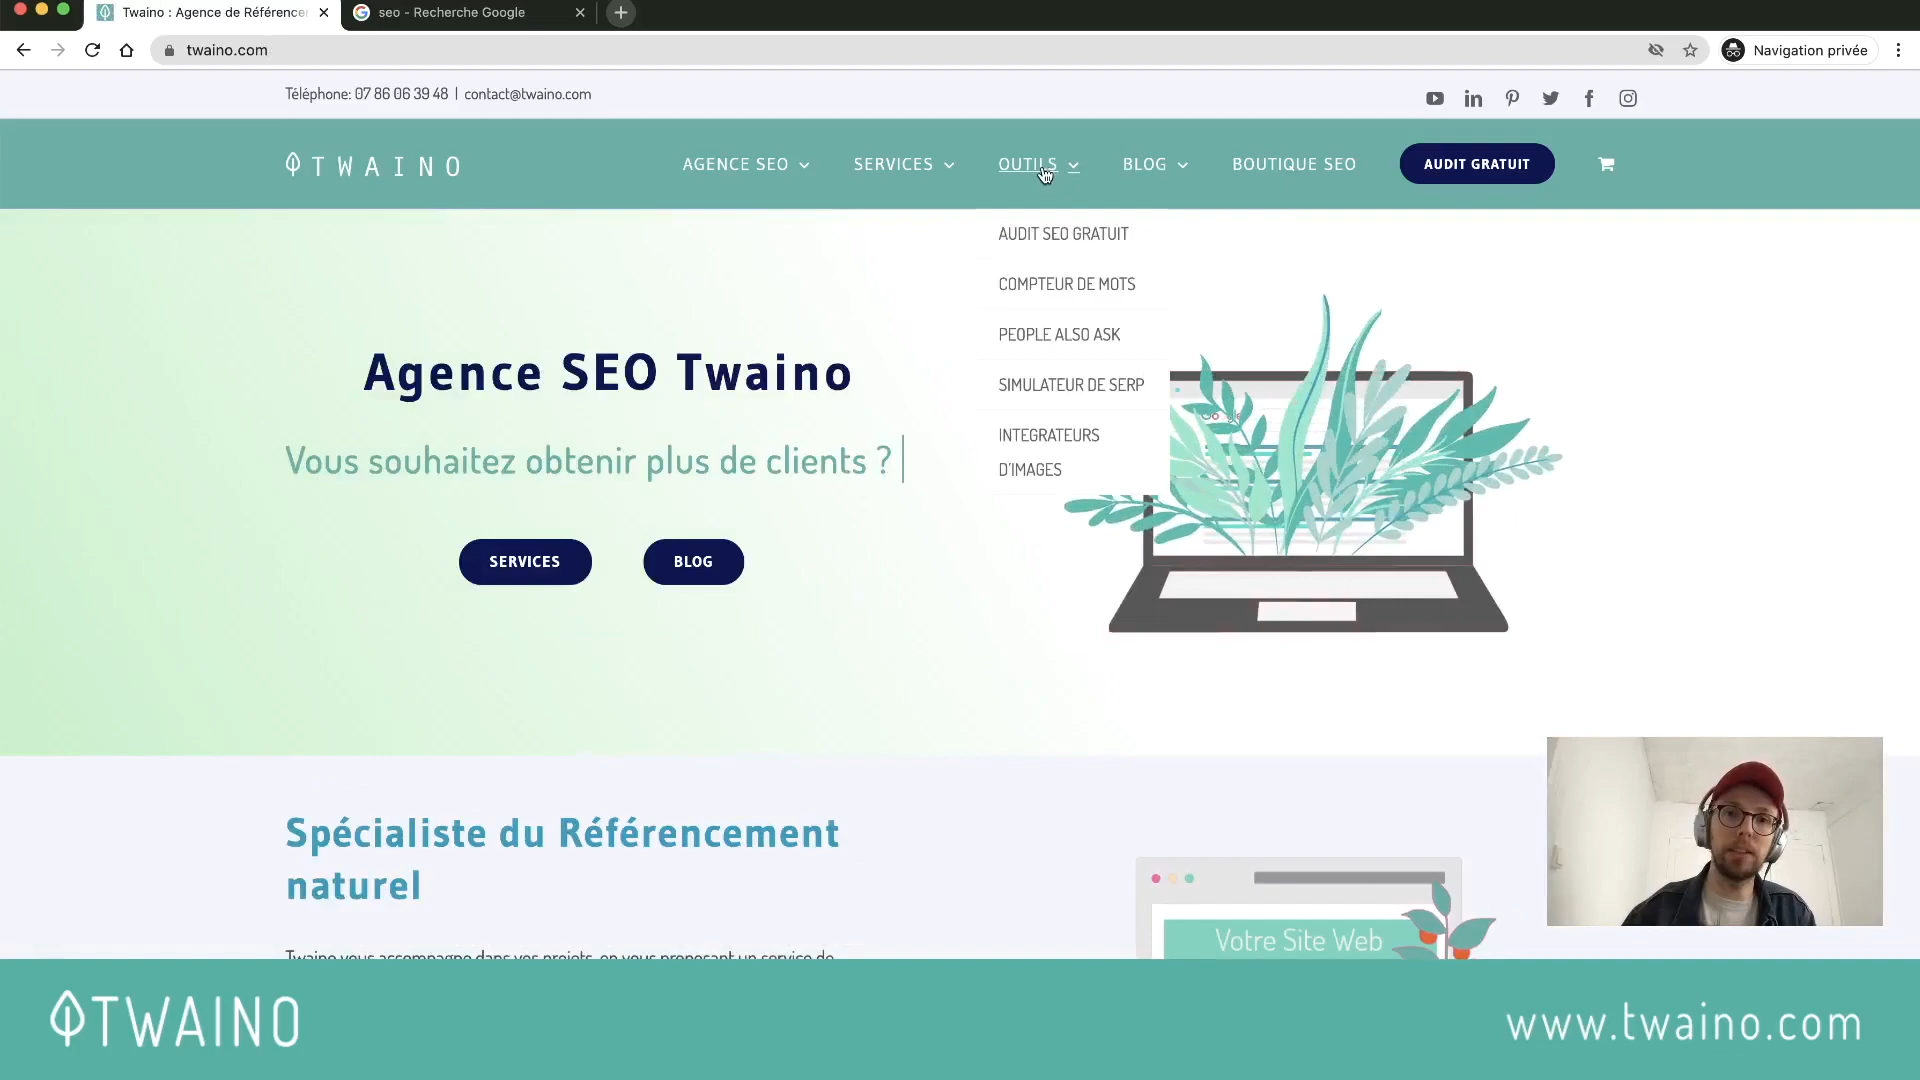 Twaino : Agence de Référence
seo - Recherche Google
twaino.com
Navigation privée
Téléphone: 07 86 06 39 48 | contact@twaino.com
TWAINO
AGENCE SEO
SERVICES
OUTILS
BLOG
BOUTIQUE SEO
AUDIT GRATUIT
AUDIT SEO GRATUIT
COMPTEUR DE MOTS
PEOPLE ALSO ASK
SIMULATEUR DE SERP
INTEGRATEURS
D'IMAGES
Agence SEO Twaino
Vous souhaitez obtenir plus de clients ?
SERVICES
BLOG
Google
Spécialiste du Référencement
naturel
Twaino vous accompagne dans vos projets, en vous proposant un service de
Votre Site Web
TWAINO
www.twaino.com